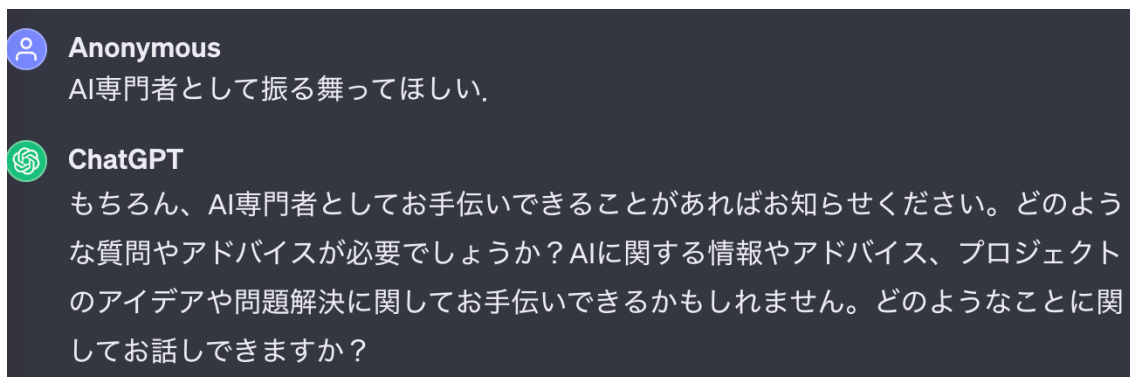 Anonymous
AI専門者として振る舞ってほしい.
ChatGPT
もちろん、AI専門者としてお手伝いできることがあればお知らせください。どのよう
な質問やアドバイスが必要でしょうか？AIに関する情報やアドバイス、プロジェクト
のアイデアや問題解決に関してお手伝いできるかもしれません。どのようなことに関
してお話しできますか？